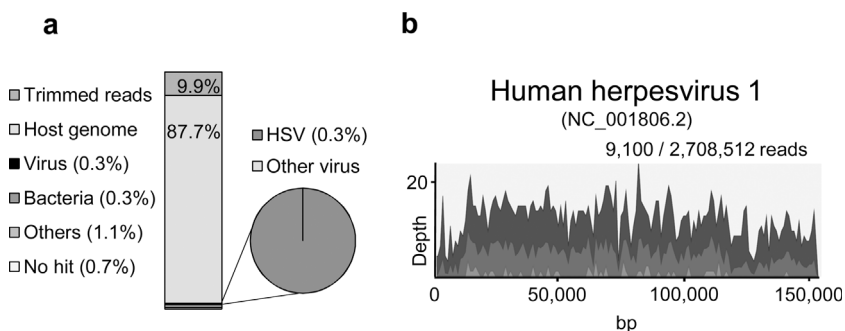 a
9.9%
Trimmed reads
Host genome
87.7%
Virus (0.3%)
Bacteria (0.3%)
Others (1.1%)
No hit (0.7%)
HSV (0.3%)
Other virus
b
Human herpesvirus 1
(NC_001806.2)
9,100 / 2,708,512 reads
20
Depth
0 50,000 100,000 150,000
bp